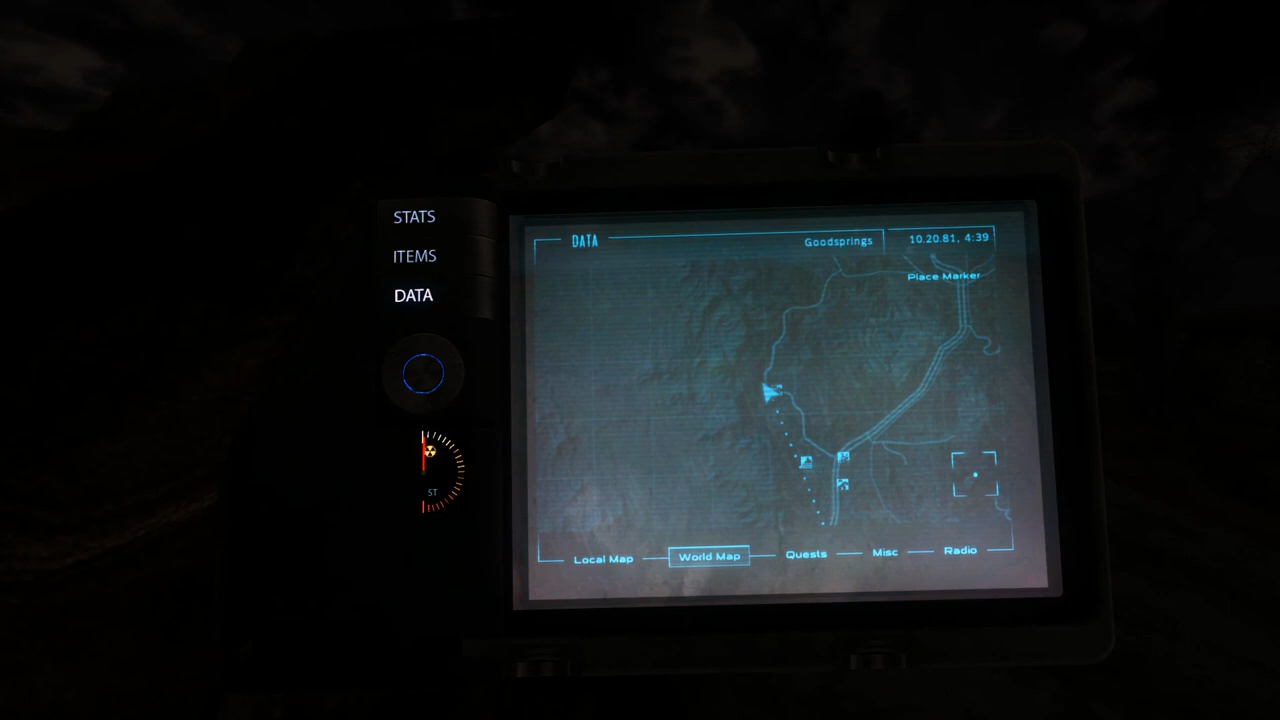 STATS
ITEMS
DATA
ST
DATA
Goodsprings
10.20.81, 4:39
Place Marker
Local Map
World Map
Quests
Misc
Radio